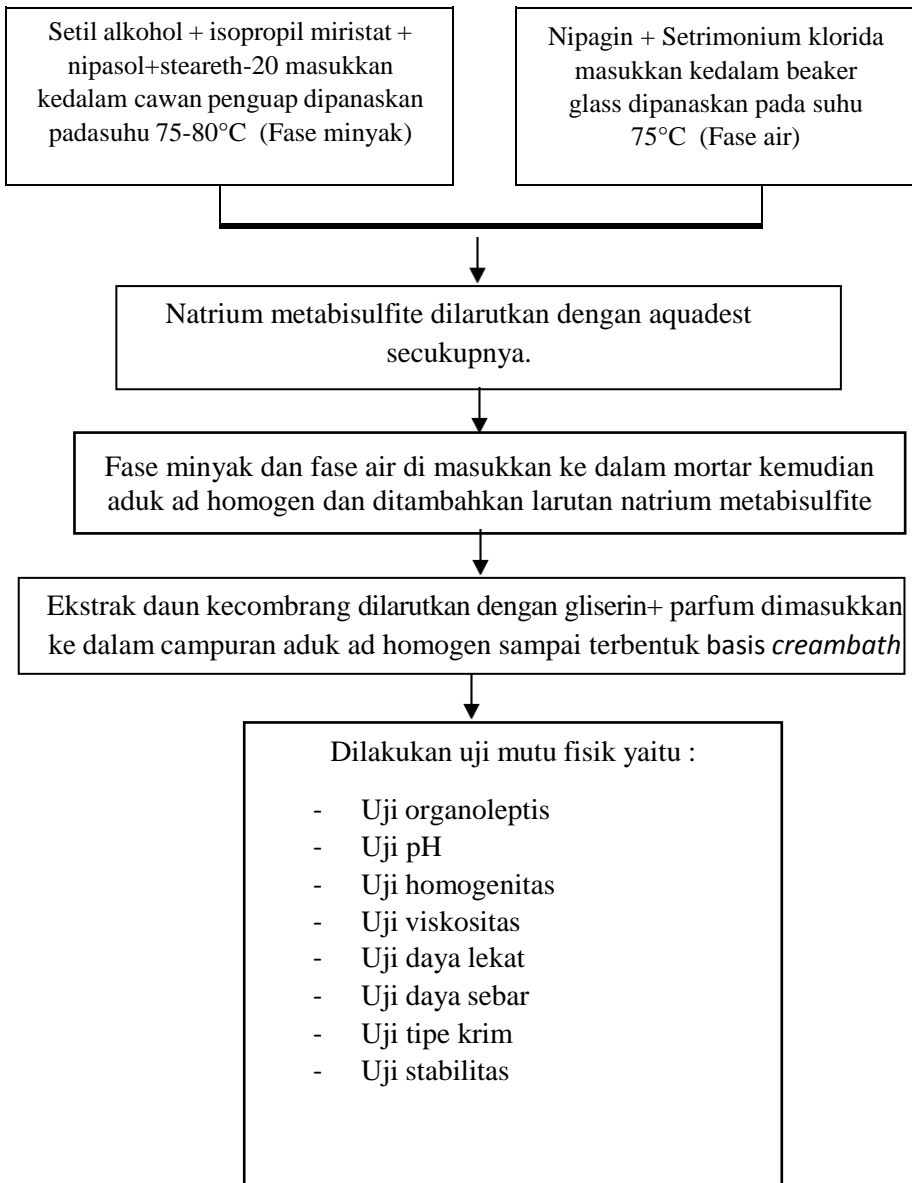 Setil alkohol + isopropil miristat +
nipasol+steareth-20 masukkan
kedalam cawan penguap dipanaskan
padasuhu 75-80°C (Fase minyak)
Nipagin + Setrimonium klorida
masukkan kedalam beaker
glass dipanaskan pada suhu
75°C (Fase air)
Natrium metabisulfite dilarutkan dengan aquadest
secukupnya.
Fase minyak dan fase air di masukkan ke dalam mortar kemudian
aduk ad homogen dan ditambahkan larutan natrium metabisulfite
Ekstrak daun kecombrang dilarutkan dengan gliserin+ parfum dimasukkan
ke dalam campuran aduk ad homogen sampai terbentuk basis creambath
Dilakukan uji mutu fisik yaitu :
- Uji organoleptis
- Uji pH
- Uji homogenitas
- Uji viskositas
- Uji daya lekat
- Uji daya sebar
- Uji tipe krim
- Uji stabilitas